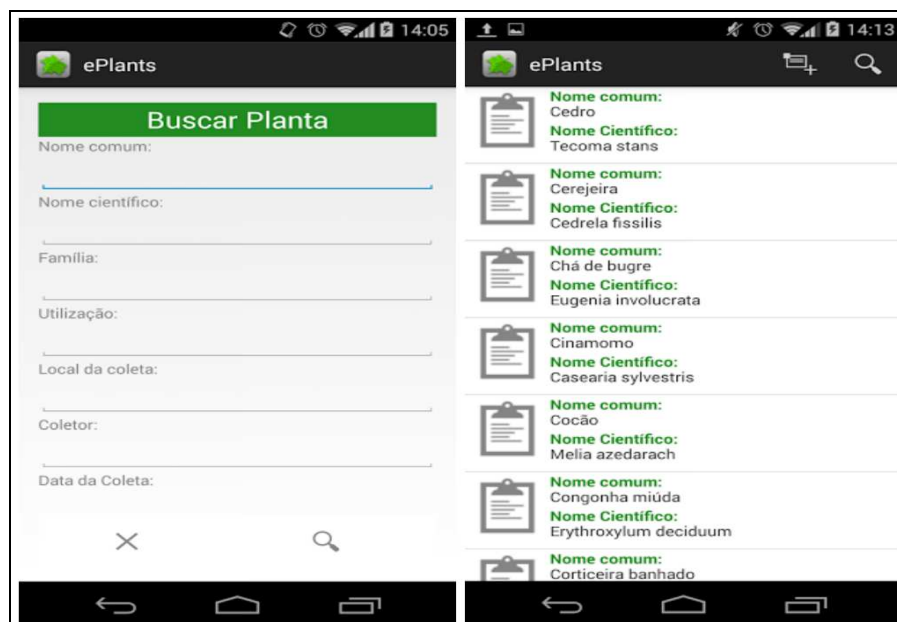 14:05
ePlants
Buscar Planta
Nome comum:
Nome científico:
Família:
Utilização:
Local da coleta:
Coletor:
Data da Coleta:
14:13
ePlants
Nome comum:
Cedro
Nome Científico:
Tecoma stans
Nome comum:
Cerejeira
Nome Científico:
Cedrela fissilis
Nome comum:
Chá de bugre
Nome Científico:
Eugenia involucrata
Nome comum:
Cinamomo
Nome Científico:
Casearia sylvestris
Nome comum:
Cocão
Nome Científico:
Melia azedarach
Nome comum:
Congonha miúda
Nome Científico:
Erythroxylum deciduum
Nome comum:
Corticeira banhado